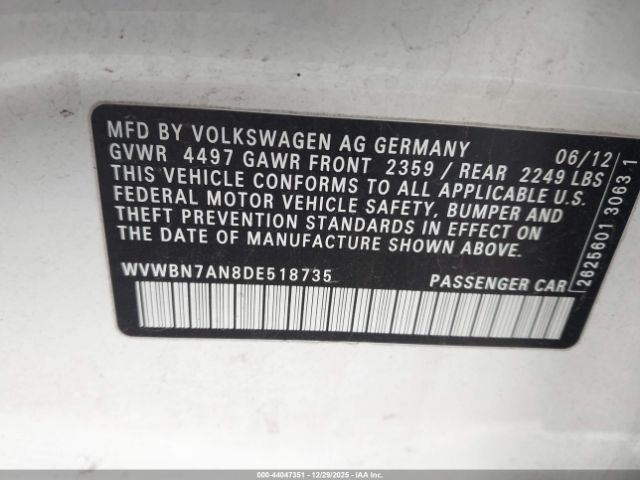 MFD BY VOLKSWAGEN AG GERMANY 06/12
GVWR 4497 GAWR FRONT 2359 / REAR 2249 LBS
THIS VEHICLE CONFORMS TO ALL APPLICABLE U.S.
FEDERAL MOTOR VEHICLE SAFETY, BUMPER AND
THEFT PREVENTION STANDARDS IN EFFECT ON
THE DATE OF MANUFACTURE SHOWN ABOVE.
WVWBN7AN8DE518735 PASSENGER CAR
2625601 3063 1
000-44047351 - 12/29/2025 - IAAI, Inc.